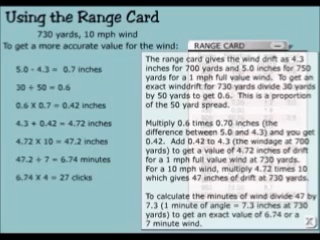 Using the Range Card
730 yards, 10 mph wind
To get a more accurate value for the wind:
RANGE CARD
5.0 - 4.3 = 0.7 inches
30 ÷ 50 = 0.6
0.6 X 0.7 = 0.42 inches
4.3 + 0.42 = 4.72 inches
4.72 X 10 = 47.2 inches
47.2 ÷ 7 = 6.74 minutes
6.74 X 4 = 27 clicks
The range card gives the wind drift as 4.3
inches for 700 yards and 5.0 inches for 750
yards for a 1 mph full value wind. To get an
exact winddrift for 730 yards divide 30 yards
by 50 yards to get 0.6. This is a proportion
of the 50 yard spread.
Multiply 0.6 times 0.70 inches (the
difference between 5.0 and 4.3) and you get
0.42. Add 0.42 to 4.3 (the windage at 700
yards) to get a value of 4.72 inches of drift
for a 1 mph full value wind at 730 yards.
For a 10 mph wind, multiply 4.72 times 10
which gives 47 inches of drift at 730 yards.
To calculate the minutes of wind divide 47 by
7.3 (1 minute of angle = 7.3 inches at 730
yards) to get an exact value of 6.74 or a
7 minute wind.